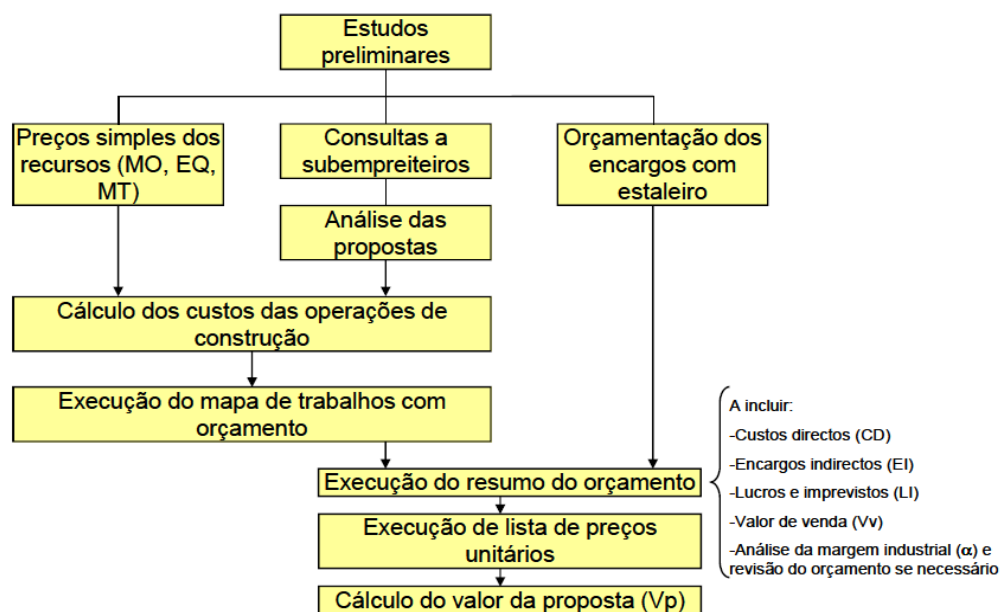 Estudos
preliminares
Preços simples dos
recursos (MO, EQ,
MT)
Consultas a
subempreiteiros
Orçamentação dos
encargos com
estaleiro
Análise das
propostas
Cálculo dos custos das operações de
construção
Execução do mapa de trabalhos com
orçamento
Execução do resumo do orçamento
A incluir:
-Custos directos (CD)
-Encargos indirectos (EI)
-Lucros e imprevistos (LI)
-Valor de venda (Vv)
-Análise da margem industrial (α) e
revisão do orçamento se necessário
Execução de lista de preços
unitários
Cálculo do valor da proposta (Vp)